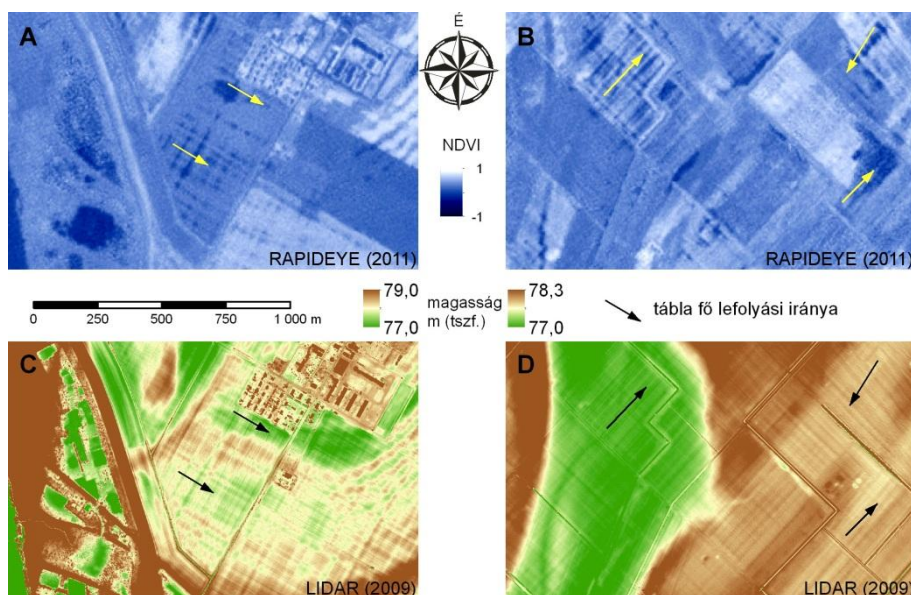 A
É
B
NDVI
1
-1
RAPIDEYE (2011)
RAPIDEYE (2011)
0 250 500 750 1 000 m
79,0
77,0
magasság
m (tszf.)
78,3
77,0
tábla fő lefolyási iránya
C
D
LIDAR (2009)
LIDAR (2009)